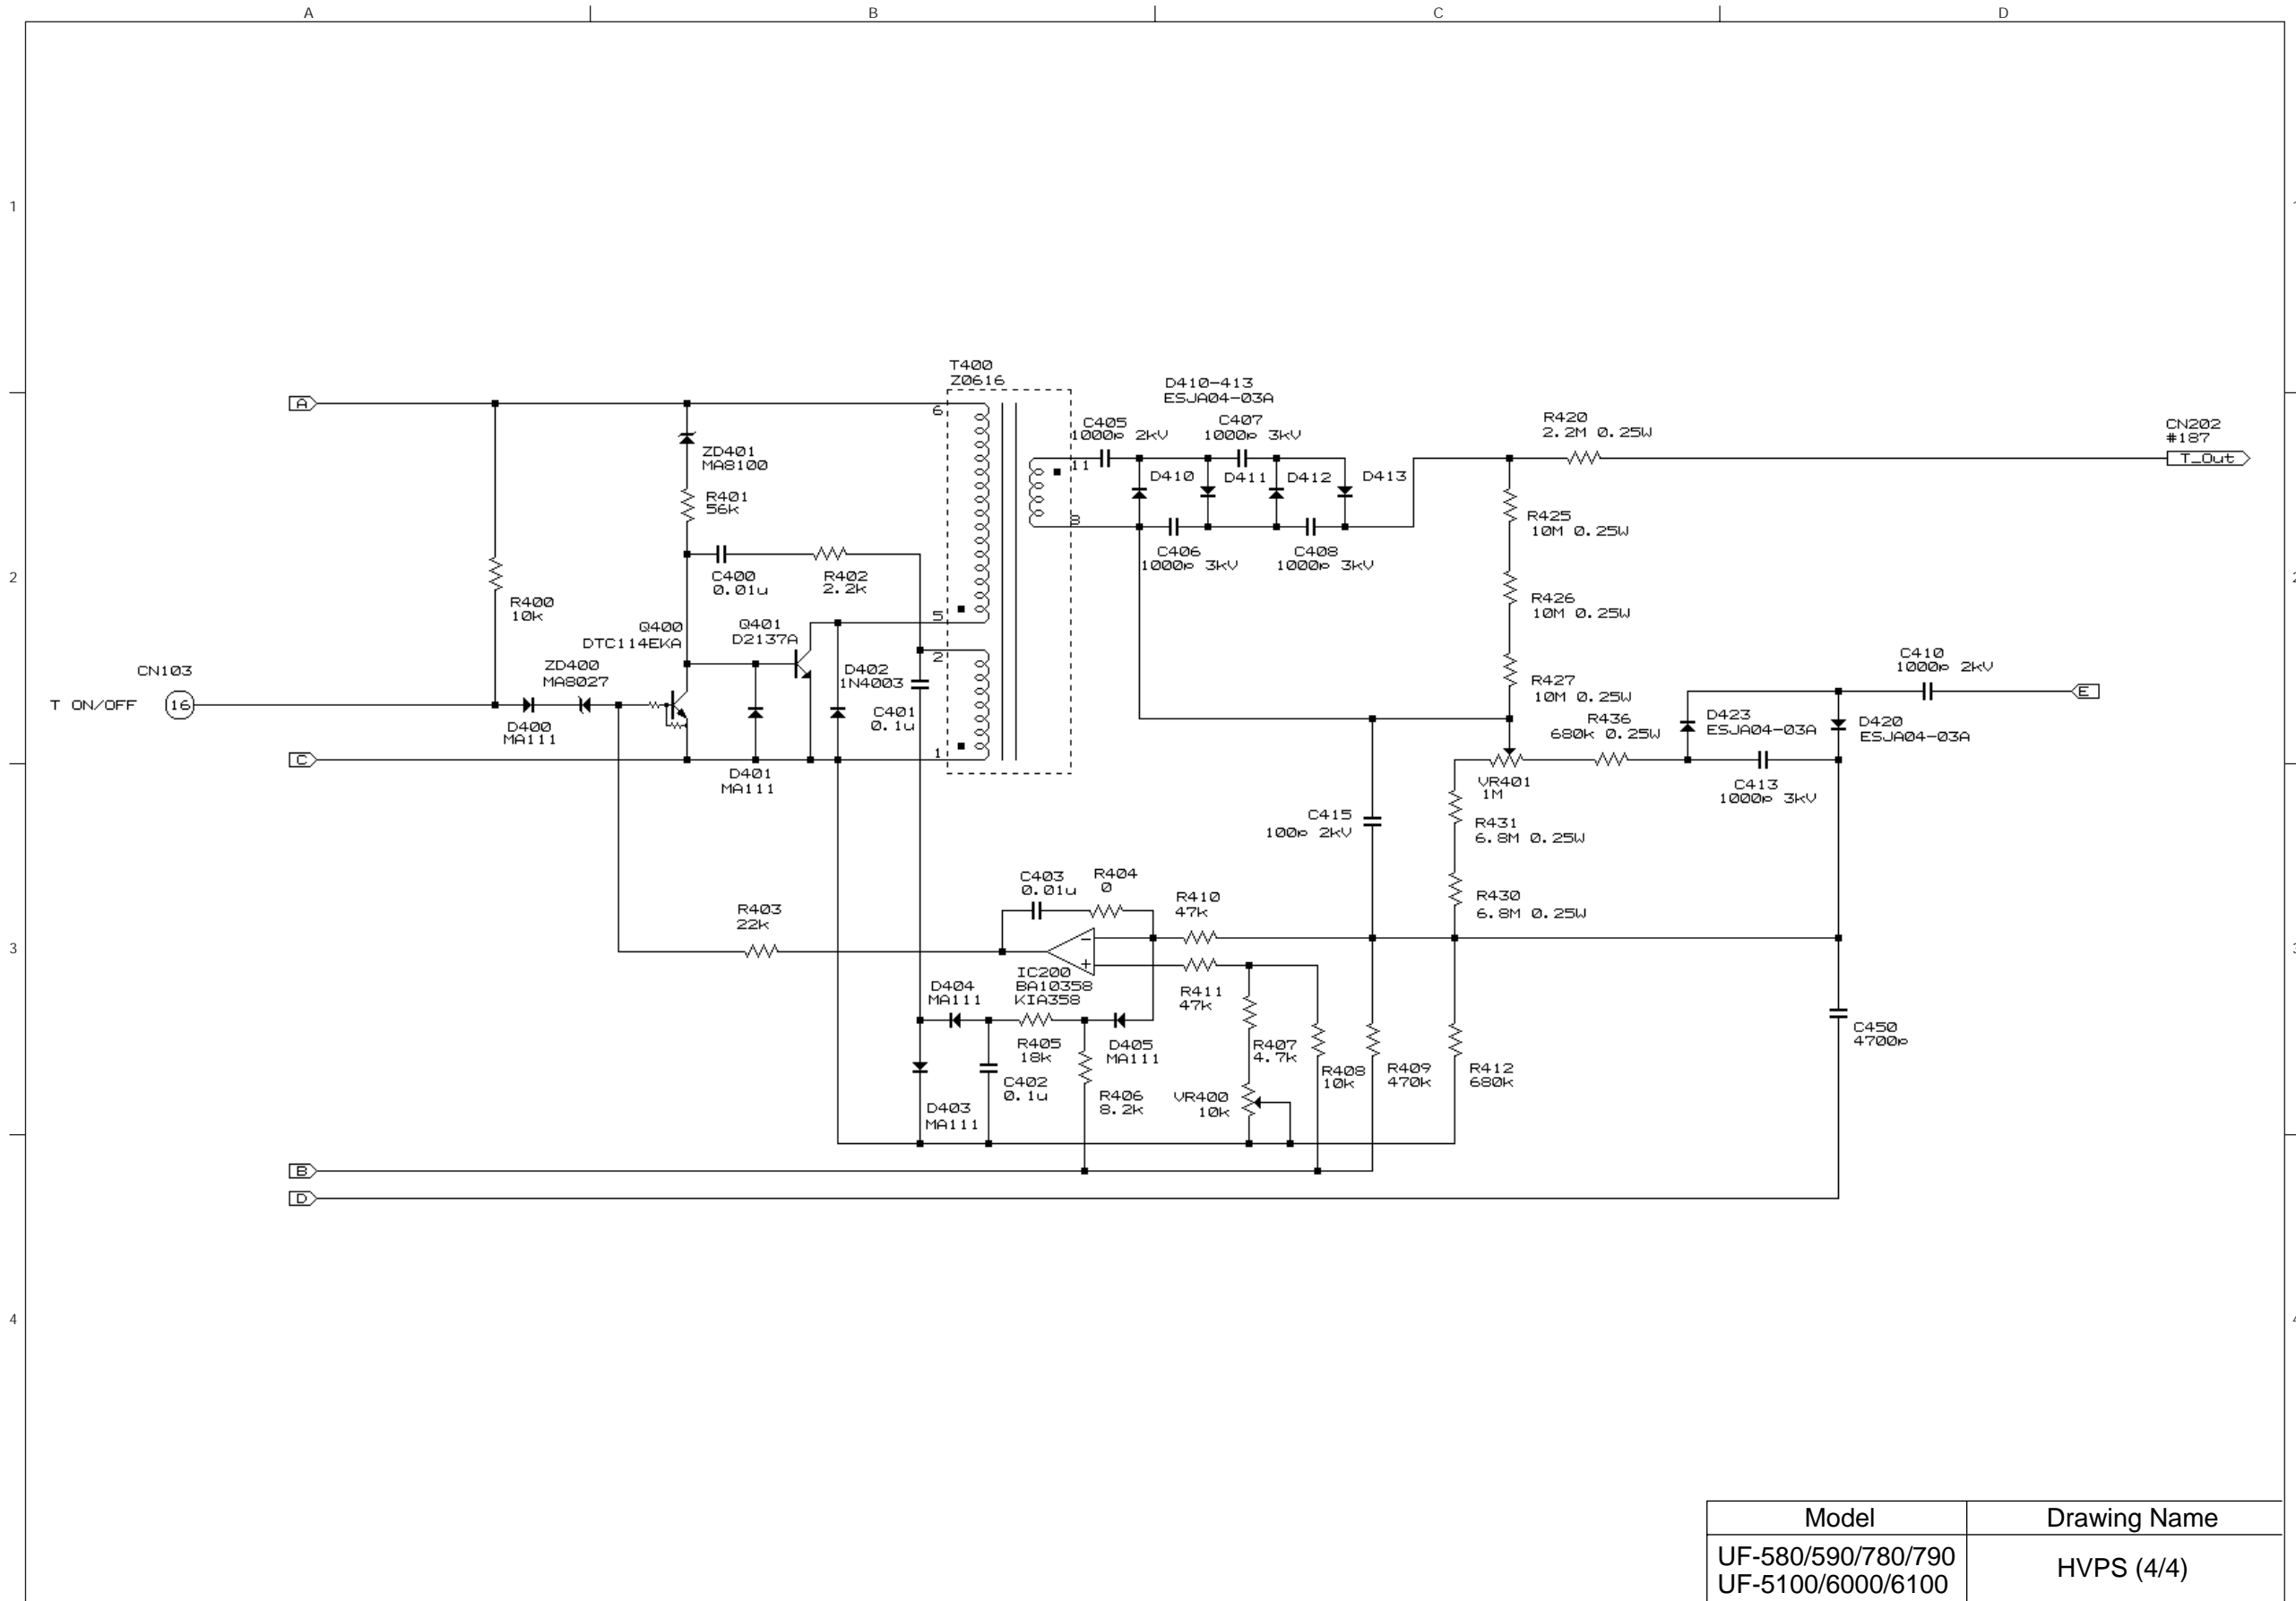 A
B
C
D
1
1
T400
Z0616
D410-413
ESJA04-03A
A
6
C405
1000p 2kV
C407
1000p 3kV
R420
2.2M 0.25W
CN202
#187
T_Out
ZD401
MA8100
11
D410
D411
D412
D413
R401
56k
8
R425
10M 0.25W
C406
1000p 3kV
C408
1000p 3kV
2
2
C400
0.01u
R402
2.2k
R400
10k
R426
10M 0.25W
5
Q400
DTC114EKA
Q401
D2137A
CN103
ZD400
MA8027
D402
1N4003
2
C410
1000p 2kV
R427
10M 0.25W
E
T ON/OFF
16
D400
MA111
C401
0.1u
R436
680k 0.25W
D423
ESJA04-03A
D420
ESJA04-03A
C
1
D401
MA111
VR401
1M
C413
1000p 3kV
C415
100p 2kV
R431
6.8M 0.25W
C403
0.01u
R404
0
R410
47k
R430
6.8M 0.25W
R403
22k
3
3
−
+
IC200
BA10358
KIA358
D404
MA111
R411
47k
C450
4700p
R405
18k
D405
MA111
R407
4.7k
R408
10k
R409
470k
R412
680k
C402
0.1u
R406
8.2k
VR400
10k
D403
MA111
B
D
4
4
Model
Drawing Name
UF-580/590/780/790
UF-5100/6000/6100
HVPS (4/4)